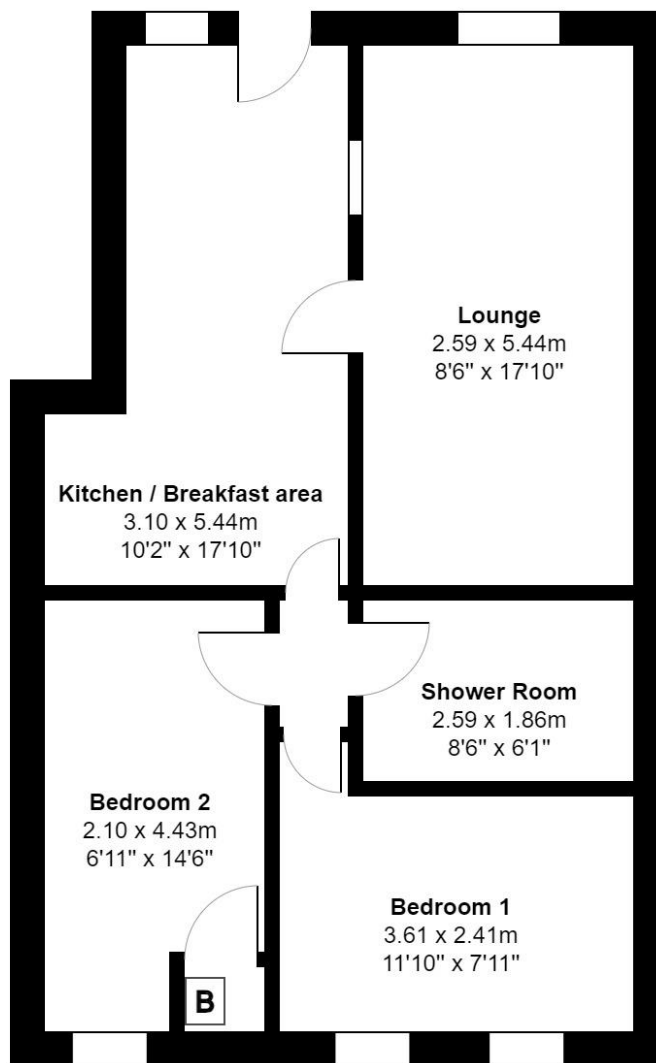 Lounge
2.59 x 5.44m
8'6" x 17'10"
Kitchen / Breakfast area
3.10 x 5.44m
10'2" x 17'10"
Shower Room
2.59 x 1.86m
8'6" x 6'1"
Bedroom 2
2.10 x 4.43m
6'11" x 14'6"
Bedroom 1
3.61 x 2.41m
11'10" x 7'11"
B